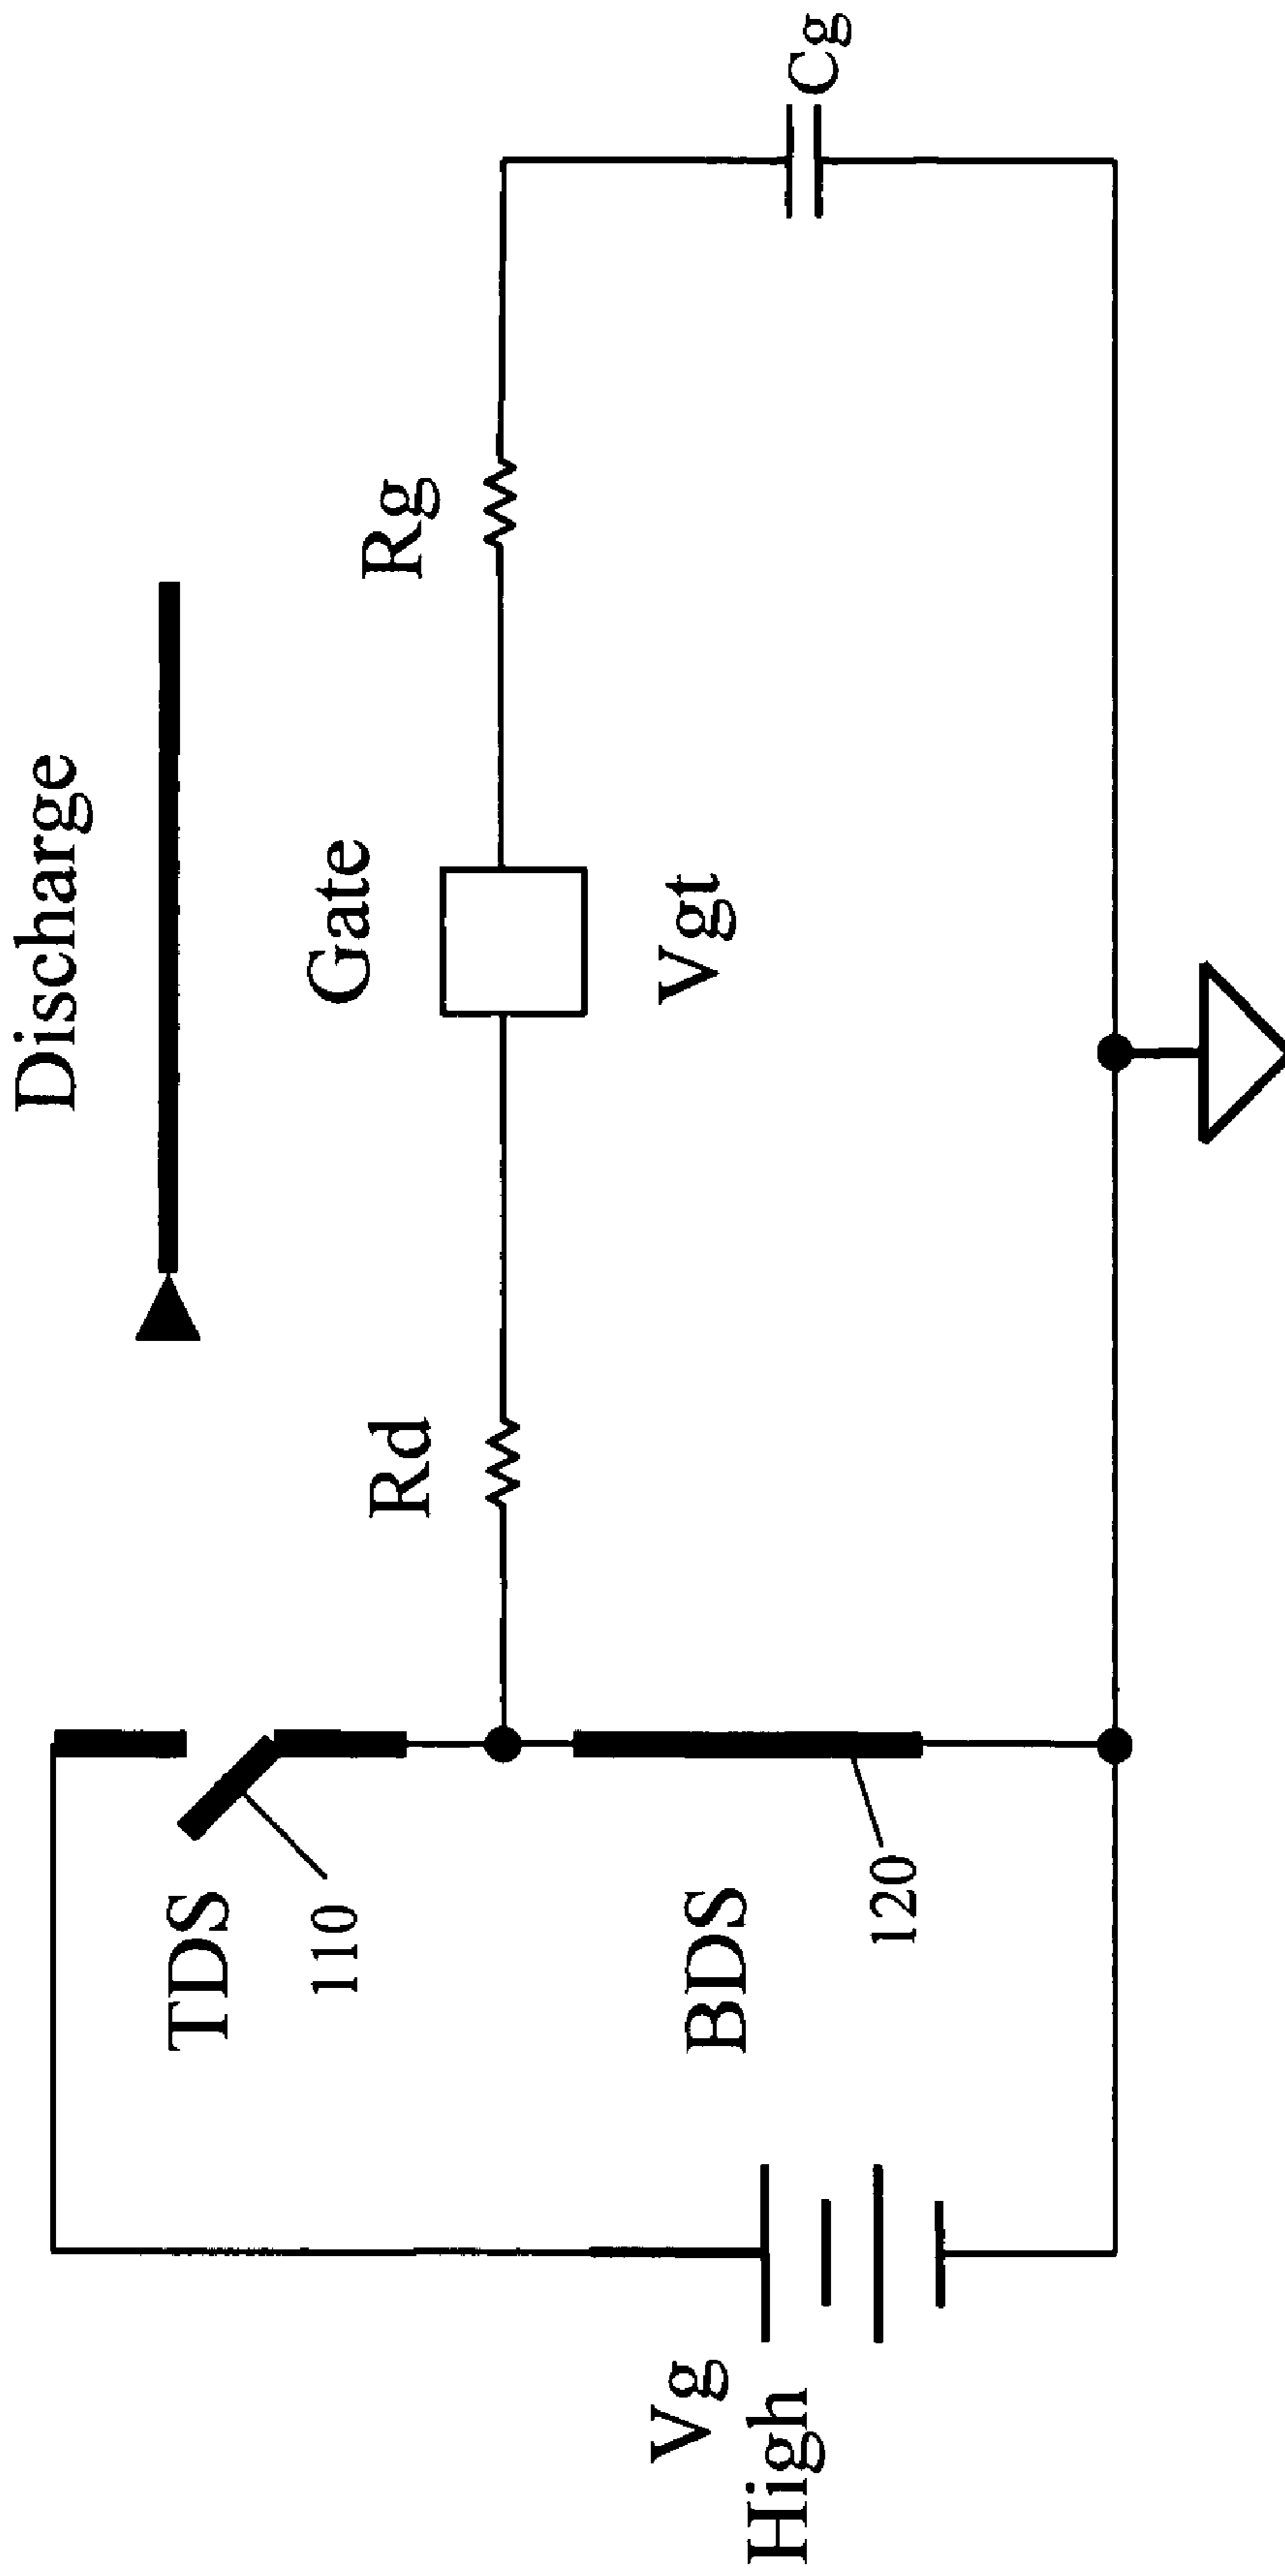 Discharge
TDS
110
Rd
Gate
Rg
Vgt
Cg
BDS
120
Vg
High